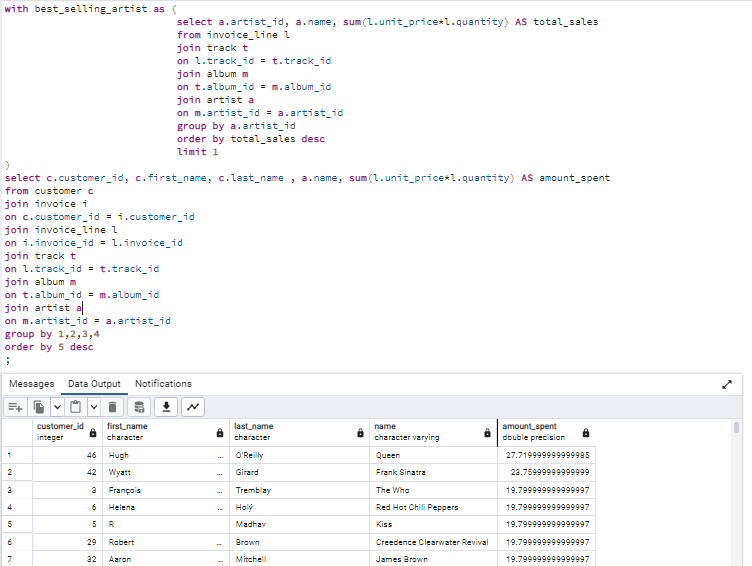 with best_selling_artist as (
select a.artist_id, a.name, sum(l.unit_price*l.quantity) AS total_sales
from invoice_line l
join track t
on l.track_id = t.track_id
join album m
on t.album_id = m.album_id
join artist a
on m.artist_id = a.artist_id
group by a.artist_id
order by total_sales desc
limit 1
)
select c.customer_id, c.first_name, c.last_name , a.name, sum(l.unit_price*l.quantity) AS amount_spent
from customer c
join invoice i
on c.customer_id = i.customer_id
join invoice_line l
on i.invoice_id = l.invoice_id
join track t
on l.track_id = t.track_id
join album m
on t.album_id = m.album_id
join artist a
on m.artist_id = a.artist_id
group by 1,2,3,4
order by 5 desc
;
Messages Data Output Notifications
customer_id first_name last_name name amount_spent
integer character character character varying double precision
1 46 Hugh ... O'Reilly Queen 27.719999999999985
2 42 Wyatt ... Girard Frank Sinatra 23.75999999999999
3 3 François ... Tremblay The Who 19.799999999999997
4 6 Helena ... Holý Red Hot Chili Peppers 19.799999999999997
5 5 R Madhav Kiss 19.799999999999997
6 29 Robert ... Brown Creedence Clearwater Revival 19.799999999999997
7 32 Aaron ... Mitchell James Brown 19.799999999999997